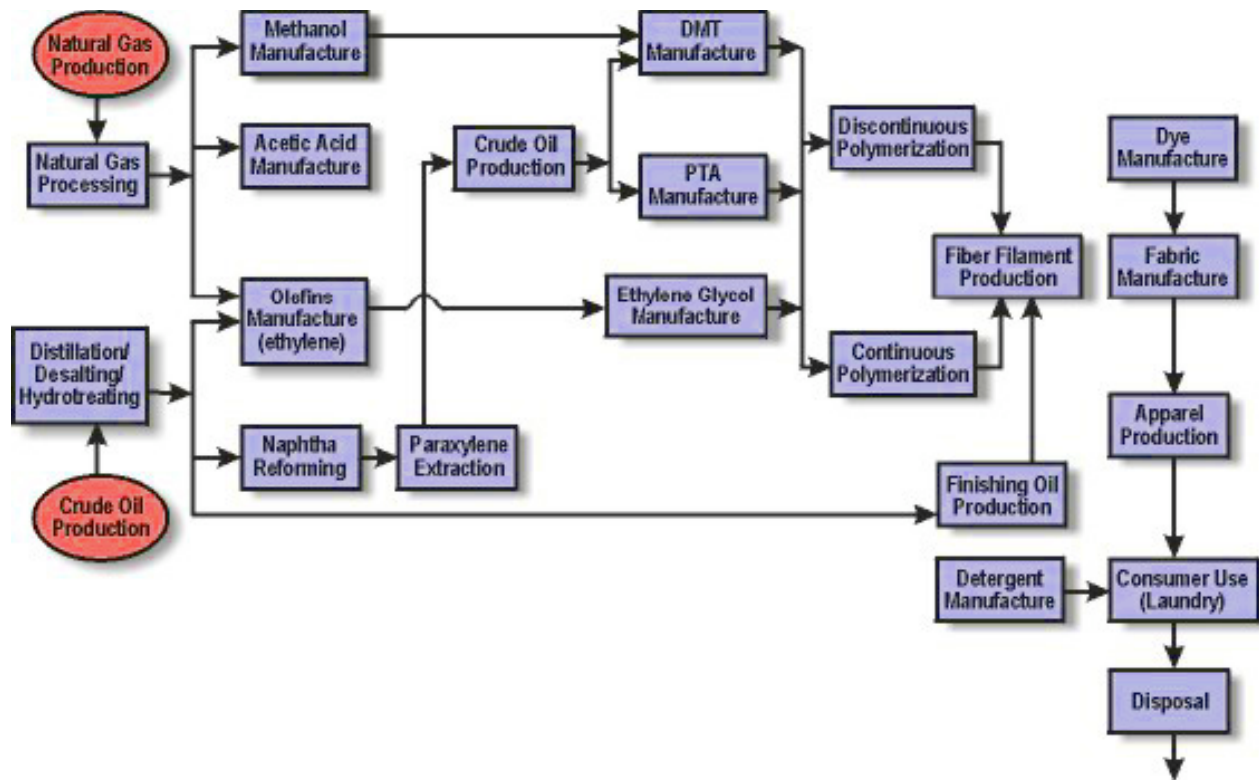 Natural Gas
Production
Natural Gas
Processing
Methanol
Manufacture
Acetic Acid
Manufacture
Olefins
Manufacture
(ethylene)
Distillation/
Desalting/
Hydrotreating
Crude Oil
Production
Naphtha
Reforming
Paraxylene
Extraction
Crude Oil
Production
DMT
Manufacture
PTA
Manufacture
Ethylene Glycol
Manufacture
Discontinuous
Polymerization
Continuous
Polymerization
Fiber Filament
Production
Finishing Oil
Production
Detergent
Manufacture
Dye
Manufacture
Fabric
Manufacture
Apparel
Production
Consumer Use
(Laundry)
Disposal